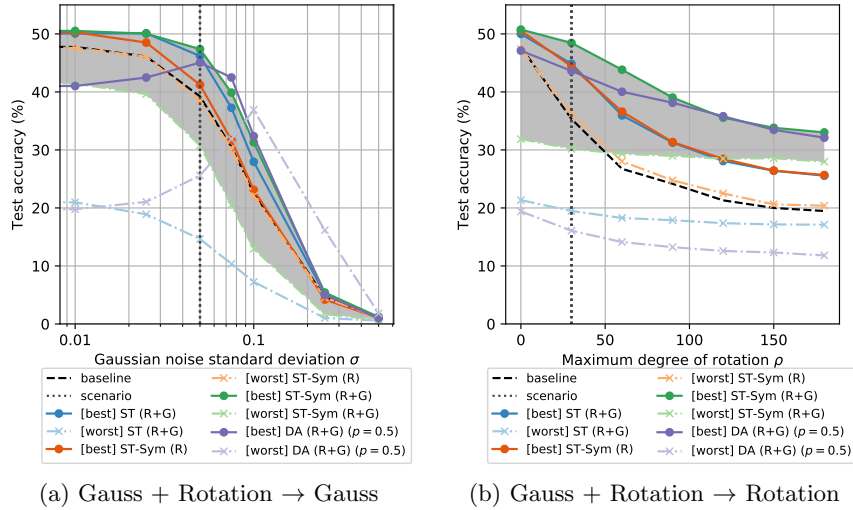 50
40
30
20
10
0
Test accuracy (%)
0.01
0.1
Gaussian noise standard deviation σ
baseline
scenario
[best] ST (R+G)
[worst] ST (R+G)
[best] ST-Sym (R)
[worst] ST-Sym (R)
[best] ST-Sym (R+G)
[worst] ST-Sym (R+G)
[best] DA (R+G) (p = 0.5)
[worst] DA (R+G) (p = 0.5)
(a) Gauss + Rotation → Gauss
50
40
30
20
10
0
Test accuracy (%)
0
50
100
150
Maximum degree of rotation ρ
baseline
scenario
[best] ST (R+G)
[worst] ST (R+G)
[best] ST-Sym (R)
[worst] ST-Sym (R)
[best] ST-Sym (R+G)
[worst] ST-Sym (R+G)
[best] DA (R+G) (p = 0.5)
[worst] DA (R+G) (p = 0.5)
(b) Gauss + Rotation → Rotation